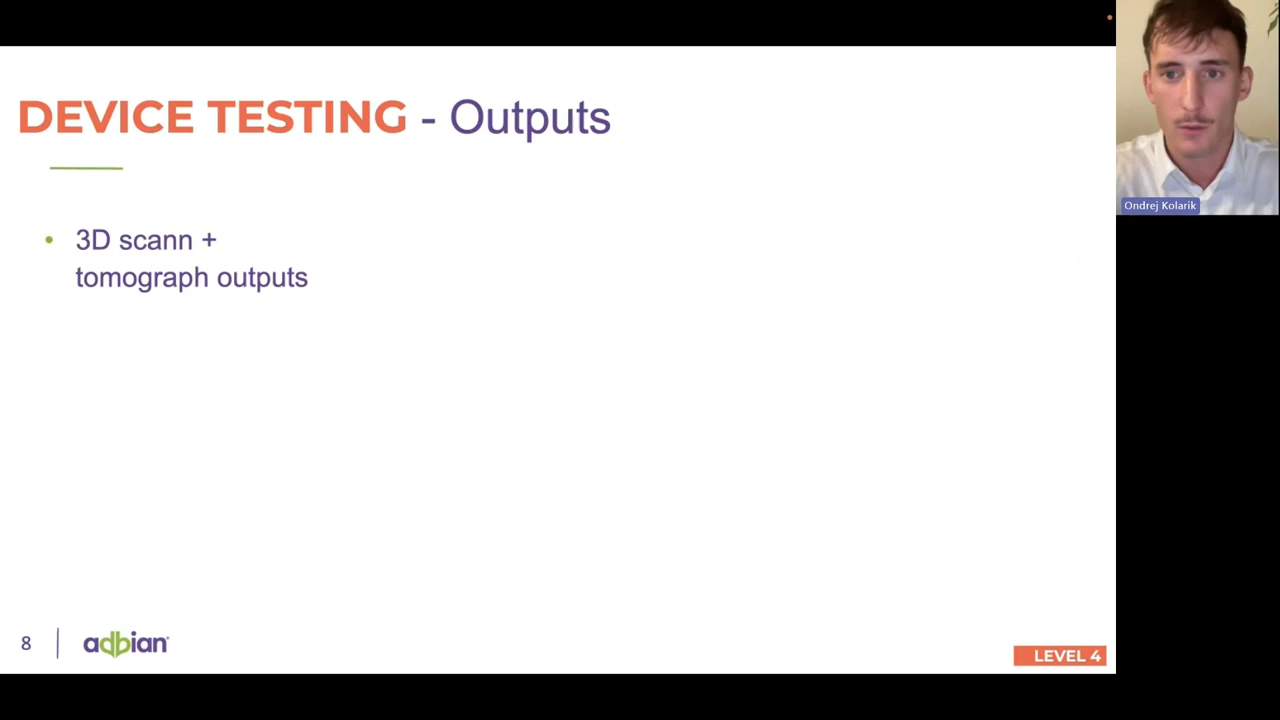 DEVICE TESTING - Outputs
• 3D scann +
tomograph outputs
8
adbian®
LEVEL 4
Ondrej Kolarik